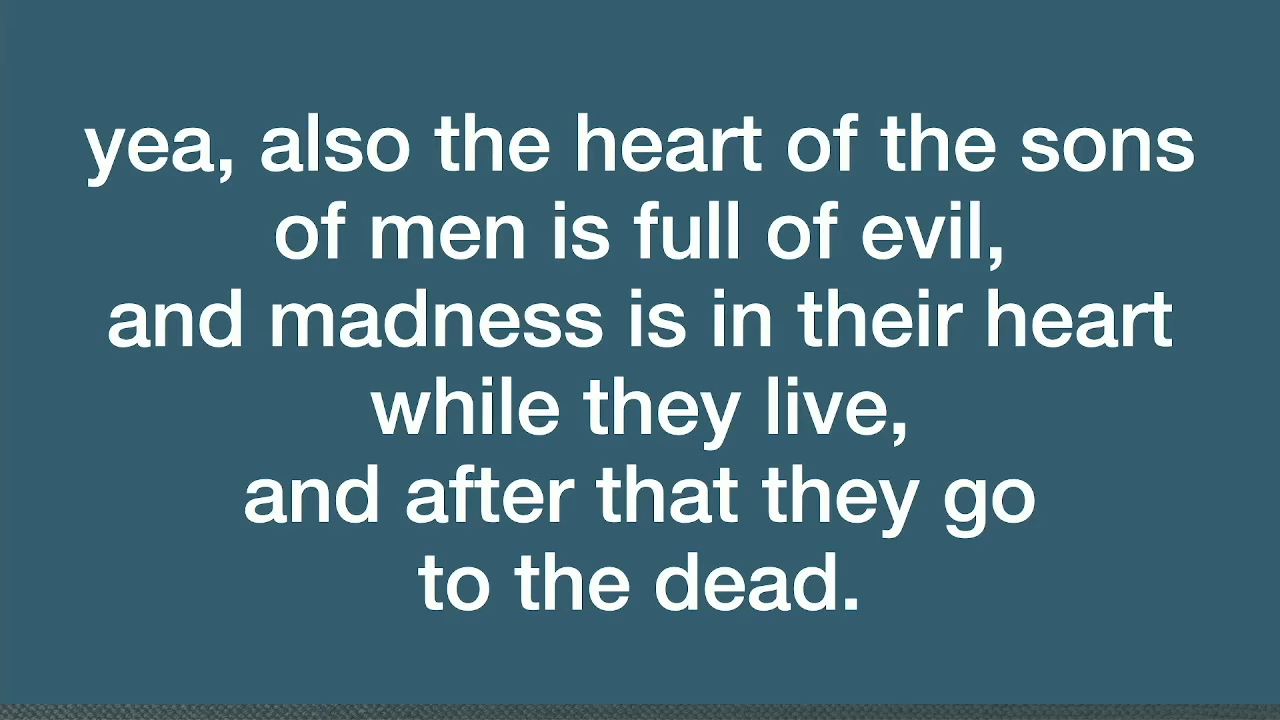 yea, also the heart of the sons
of men is full of evil,
and madness is in their heart
while they live,
and after that they go
to the dead.